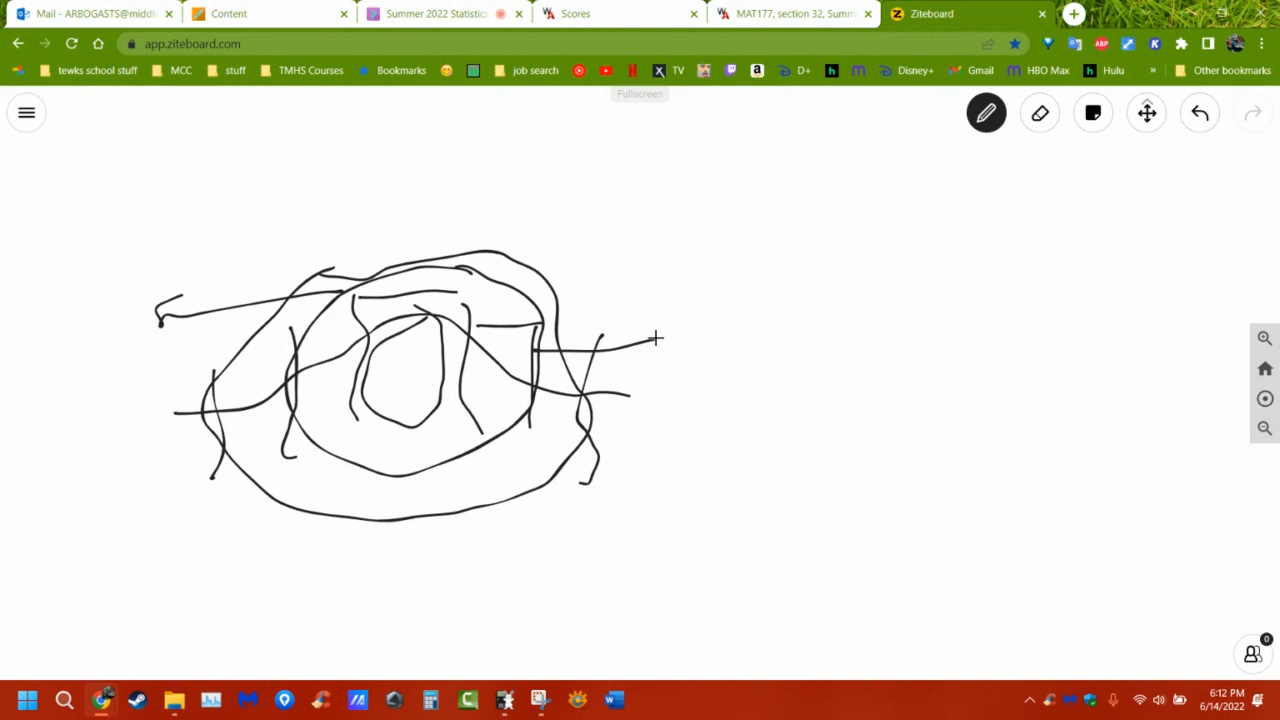 Mail - ARBOGASTS@middle
Content
Summer 2022 Statistics
Scores
MAT177, section 32, Summ
Ziteboard
app.ziteboard.com
tewks school stuff
MCC
stuff
TMHS Courses
Bookmarks
job search
TV
D+
Disney+
Gmail
HBO Max
Hulu
»
Other bookmarks
Fullscreen
0
6:12 PM
6/14/2022